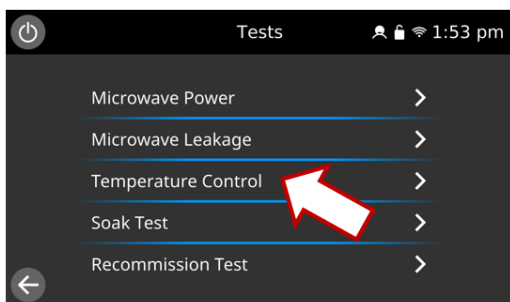 Tests 1:53 pm
Microwave Power
Microwave Leakage
Temperature Control
Soak Test
Recommission Test